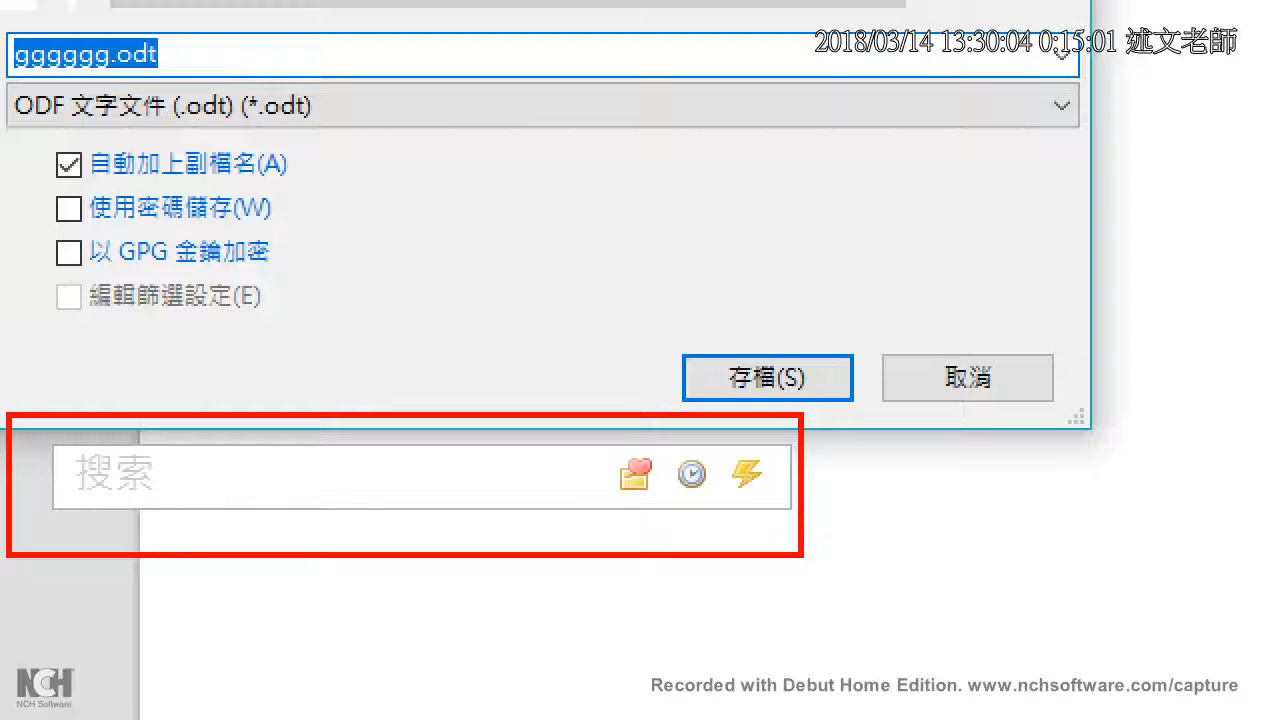 2018/03/14 13:30:04 0:15:01 述文老師
gggggg.odt
ODF 文字文件 (.odt) (*.odt)
自動加上副檔名(A)
使用密碼儲存(W)
以 GPG 金鑰加密
編輯篩選設定(E)
存檔(S)
取消
搜索
NCH
NCH Software
Recorded with Debut Home Edition. www.nchsoftware.com/capture